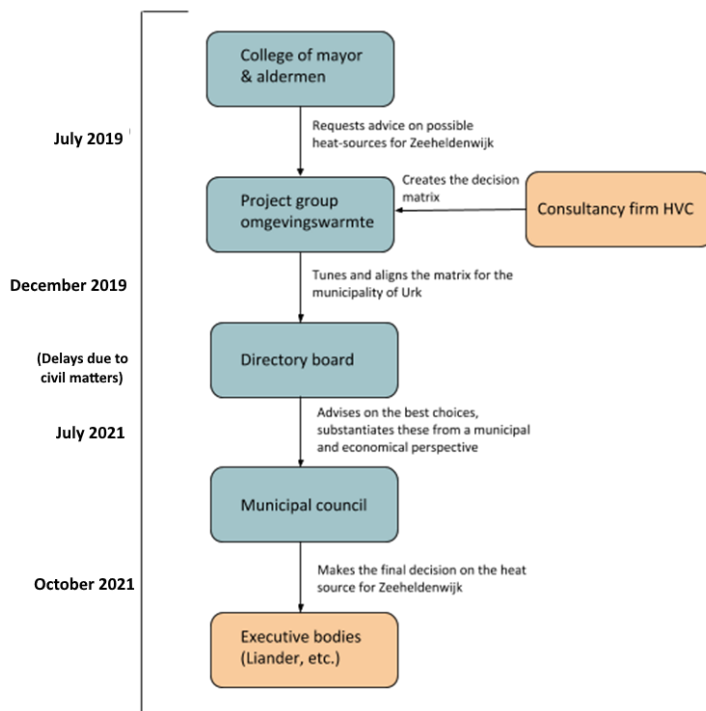 College of mayor
& aldermen
July 2019
Requests advice on possible
heat-sources for Zeeheldenwijk
Project group
omgevingswarmte
Creates the decision
matrix
Consultancy firm HVC
December 2019
Tunes and aligns the matrix for the
municipality of Urk
(Delays due to
civil matters)
Directory board
July 2021
Advises on the best choices,
substantiates these from a municipal
and economical perspective
Municipal council
October 2021
Makes the final decision on the heat
source for Zeeheldenwijk
Executive bodies
(Liander, etc.)